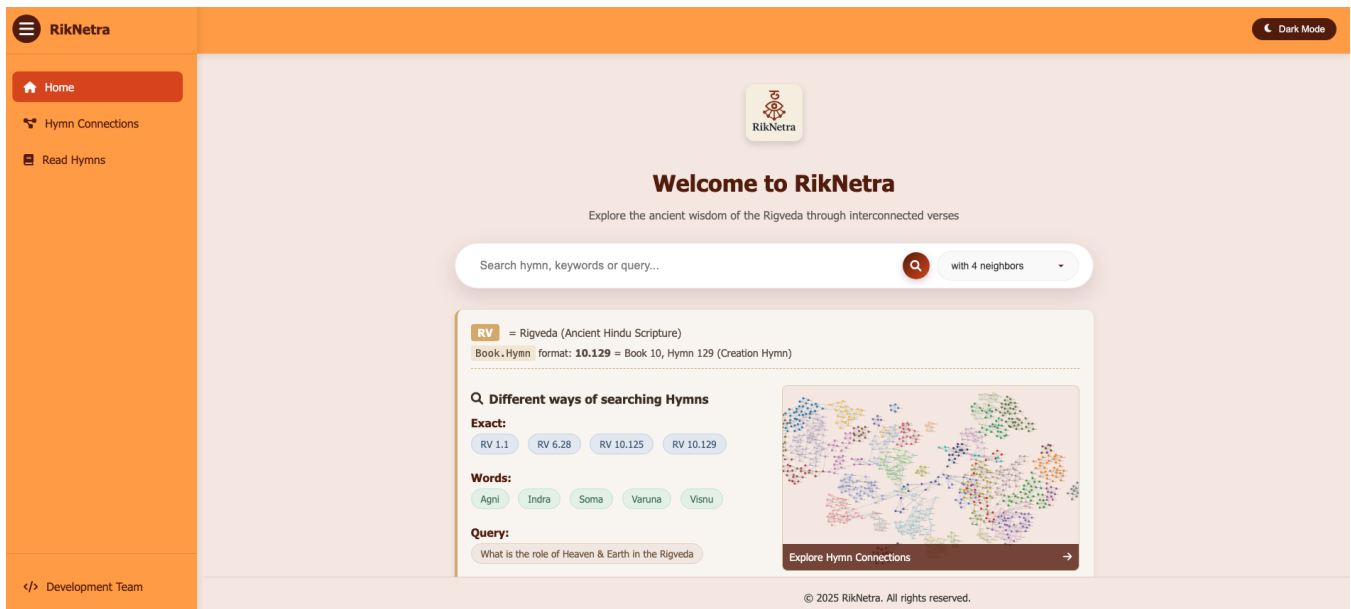 RikNetra
Dark Mode
Home
Hymn Connections
Read Hymns
RikNetra
Welcome to RikNetra
Explore the ancient wisdom of the Rigveda through interconnected verses
Search hymn, keywords or query...
with 4 neighbors
RV = Rigveda (Ancient Hindu Scripture)
Book.Hymn format: 10.129 = Book 10, Hymn 129 (Creation Hymn)
Different ways of searching Hymns
Exact:
RV 1.1 RV 6.28 RV 10.125 RV 10.129
Words:
Agni Indra Soma Varuna Visnu
Query:
What is the role of Heaven & Earth in the Rigveda
Explore Hymn Connections →
</> Development Team
© 2025 RikNetra. All rights reserved.